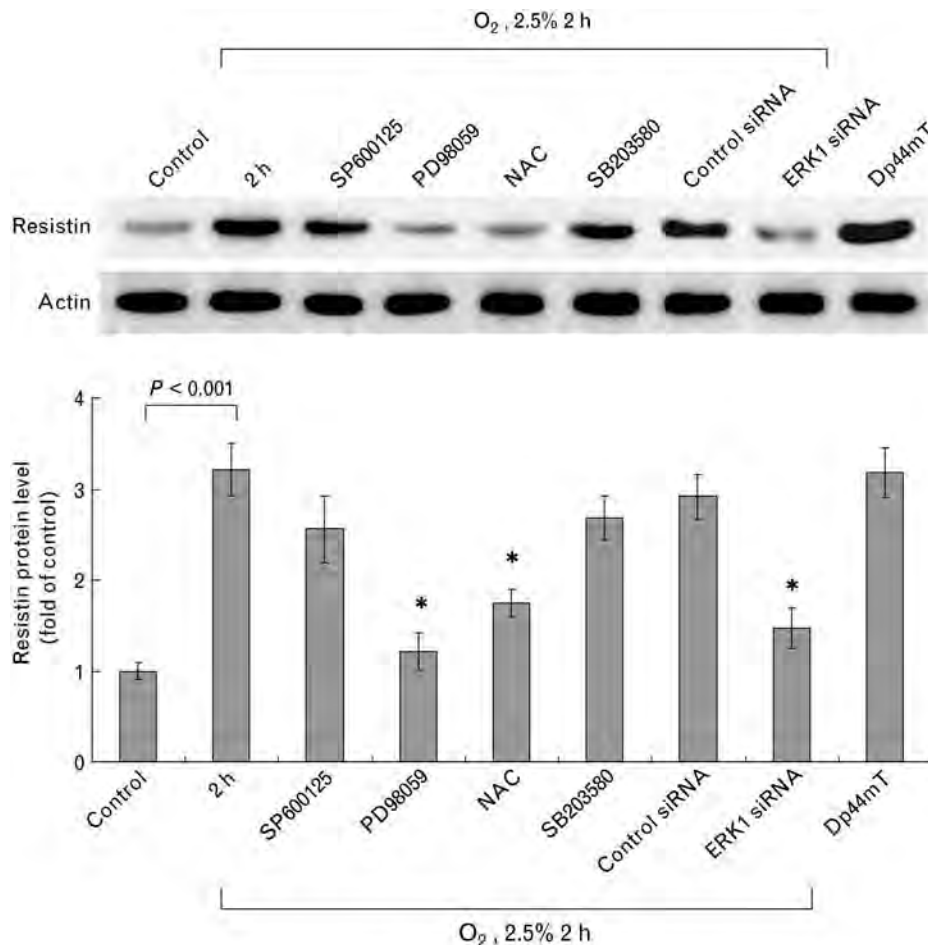 O2 , 2.5% 2 h
Control
2 h
SP600125
PD98059
NAC
SB203580
Control siRNA
ERK1 siRNA
Dp44mT
Resistin
Actin
P < 0.001
Resistin protein level
(fold of control)
4
3
2
1
0
*
*
*
Control
2 h
SP600125
PD98059
NAC
SB203580
Control siRNA
ERK1 siRNA
Dp44mT
O2 , 2.5% 2 h